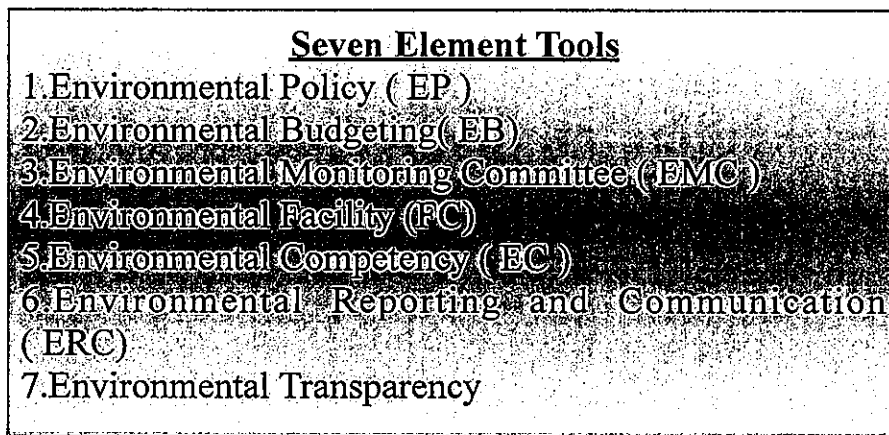 Seven Element Tools
1.Environmental Policy ( EP )
2.Environmental Budgeting( EB)
3.Environmental Monitoring Committee ( EMC )
4.Environmental Facility (FC)
5.Environmental Competency ( EC )
6.Environmental Reporting and Communication
( ERC)
7.Environmental Transparency